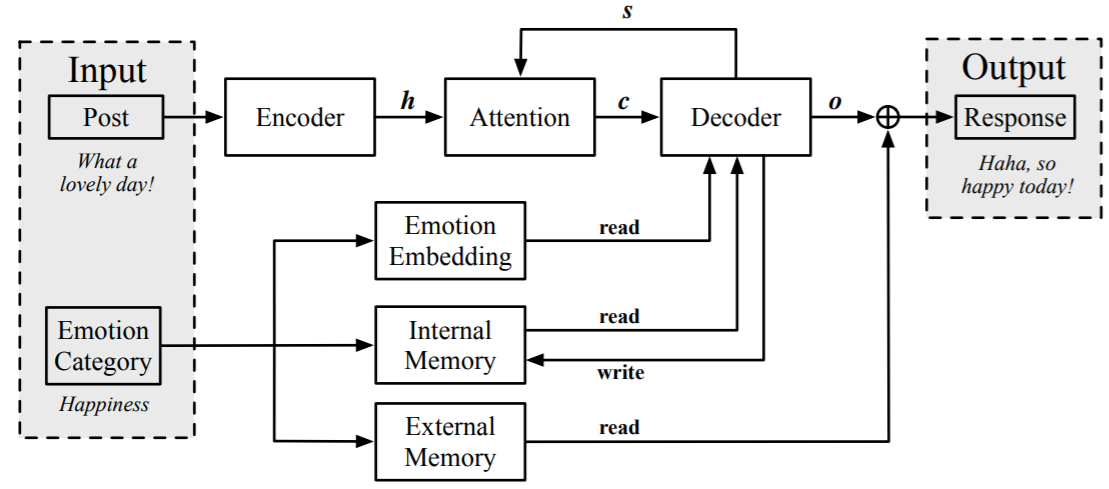 s
Input
Output
Post
Encoder
h
Attention
c
Decoder
o
Response
What a
lovely day!
Haha, so
happy today!
Emotion
Embedding
read
Emotion
Category
Happiness
Internal
Memory
read
write
External
Memory
read